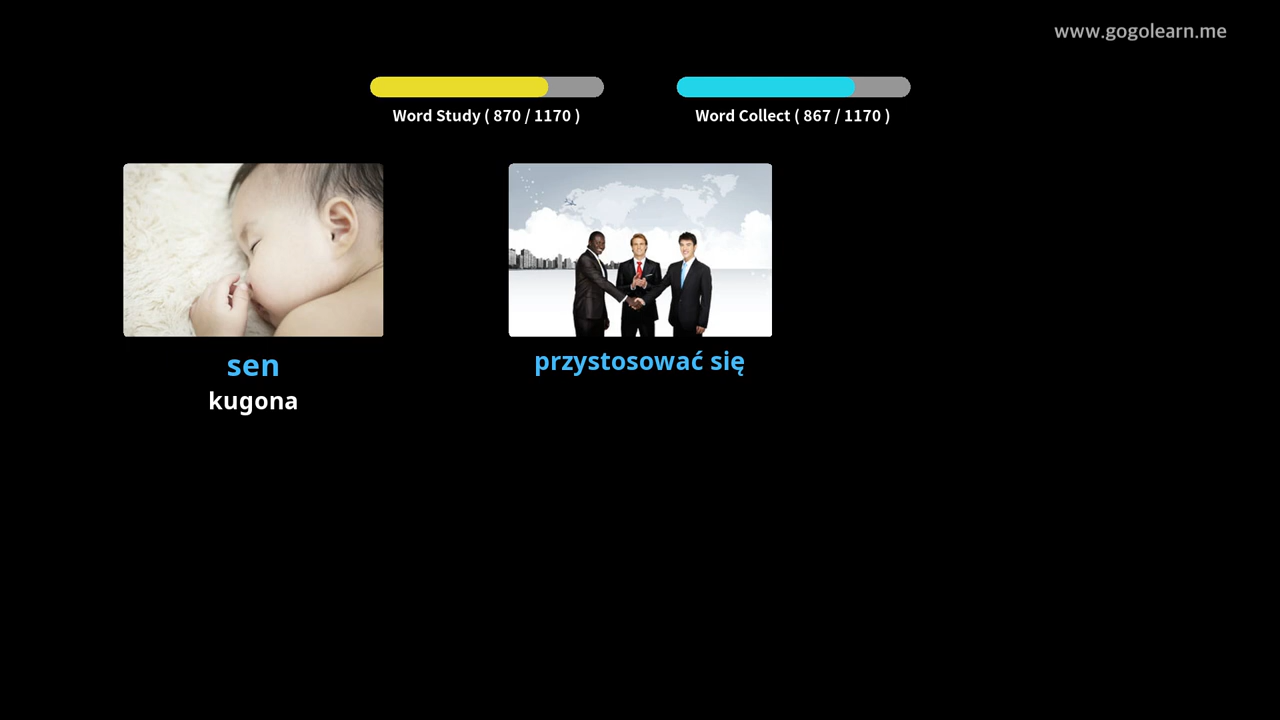 www.gogolearn.me
Word Study ( 870 / 1170 )
Word Collect ( 867 / 1170 )
sen
kugona
przystosować się